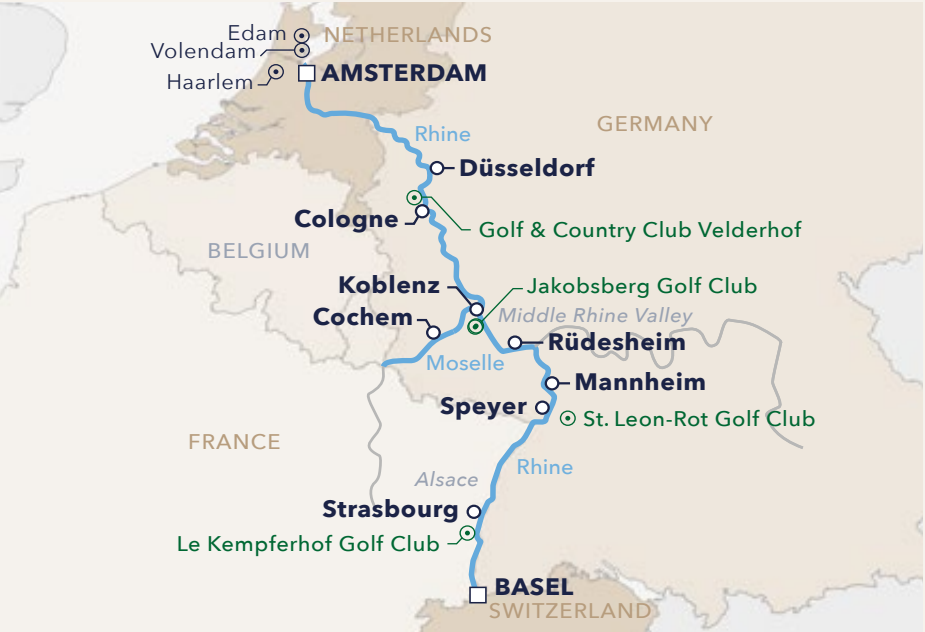 Edam
NETHERLANDS
Volendam
Haarlem
AMSTERDAM
GERMANY
Rhine
Düsseldorf
Cologne
Golf & Country Club Velderhof
BELGIUM
Koblenz
Jakobsberg Golf Club
Cochem
Middle Rhine Valley
Rüdesheim
Moselle
Mannheim
Speyer
St. Leon-Rot Golf Club
FRANCE
Rhine
Alsace
Strasbourg
Le Kempferhof Golf Club
BASEL
SWITZERLAND